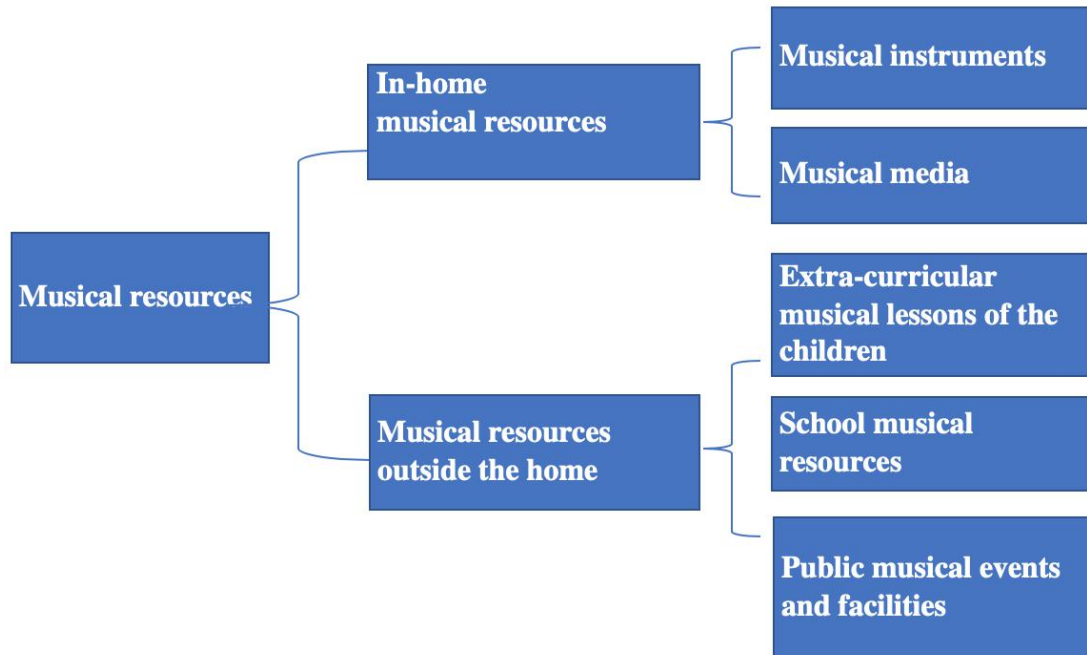 Musical resources
In-home
musical resources
Musical resources
outside the home
Musical instruments
Musical media
Extra-curricular
musical lessons of the
children
School musical
resources
Public musical events
and facilities